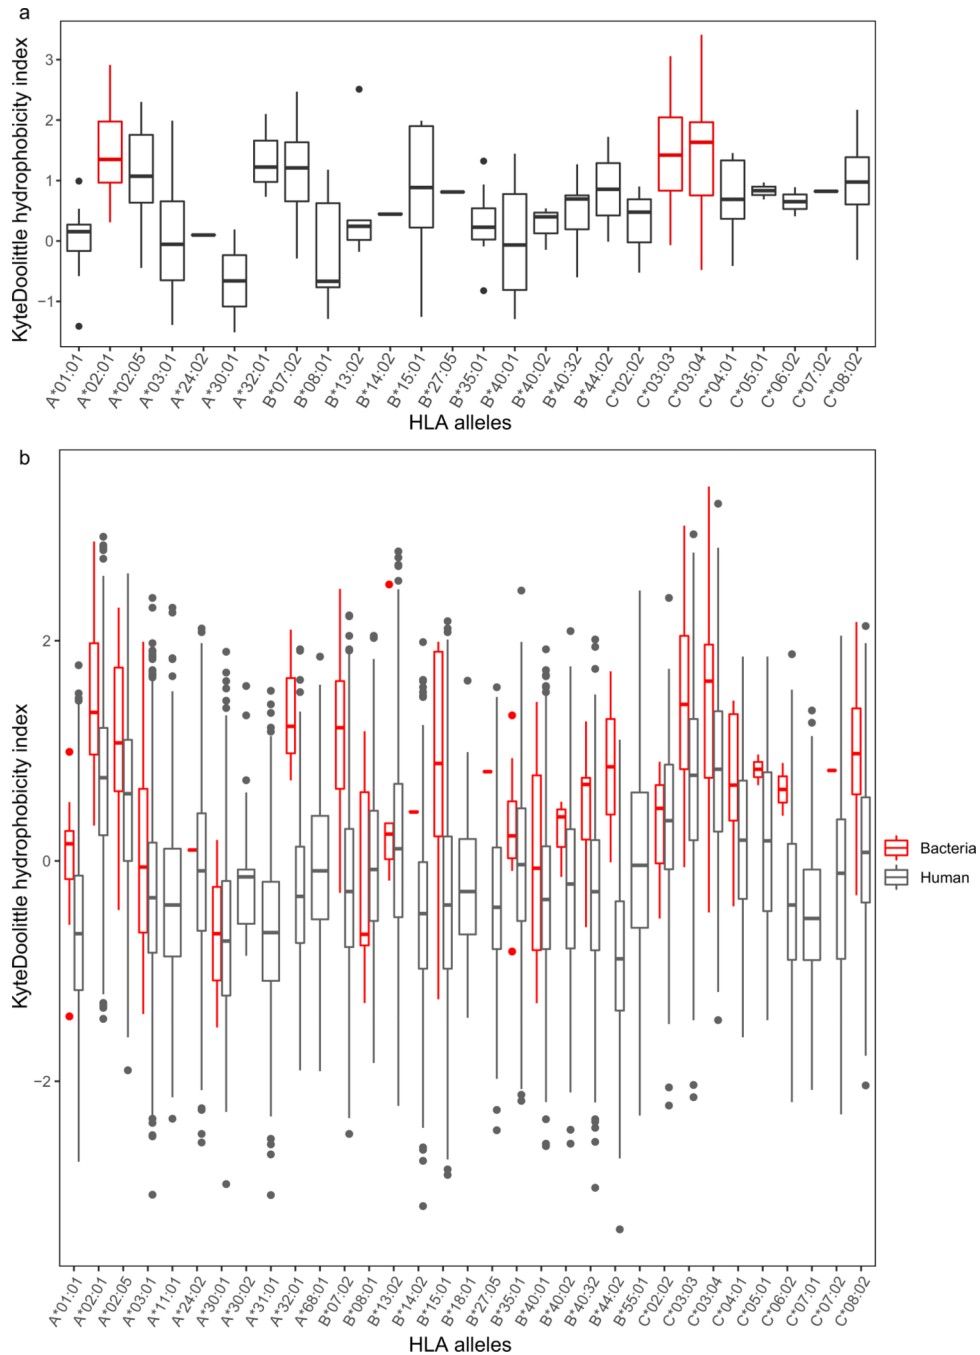 a
KyteDoolittle hydrophobicity index
3
2
1
0
−1
A*01:01
A*02:01
A*02:05
A*03:01
A*24:02
A*30:01
A*32:01
B*07:02
B*08:01
B*13:02
B*14:02
B*15:01
B*27:05
B*35:01
B*40:01
B*40:02
B*40:32
B*44:02
C*02:02
C*03:03
C*03:04
C*04:01
C*05:01
C*06:02
C*07:02
C*08:02
HLA alleles
b
KyteDoolittle hydrophobicity index
2
0
−2
Bacteria
Human
A*01:01
A*02:01
A*02:05
A*03:01
A*11:01
A*24:02
A*30:01
A*30:02
A*31:01
A*32:01
A*68:01
B*07:02
B*08:01
B*13:02
B*14:02
B*15:01
B*18:01
B*27:05
B*35:01
B*40:01
B*40:02
B*40:32
B*44:02
B*55:01
C*02:02
C*03:03
C*03:04
C*04:01
C*05:01
C*06:02
C*07:01
C*07:02
C*08:02
HLA alleles